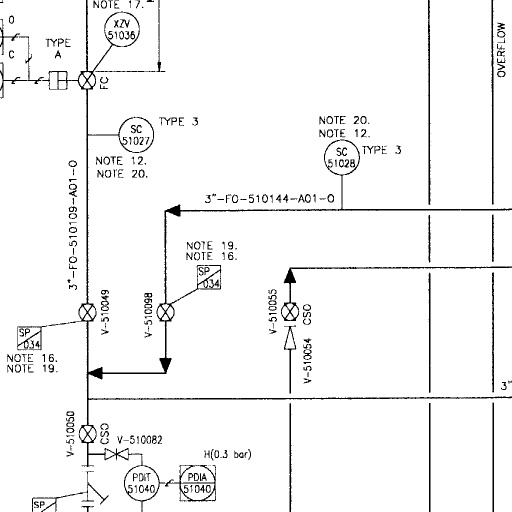 NOTE 17.
XZV
51036
O
TYPE
A
C
FC
OVERFLOW
SC
51027
TYPE 3
NOTE 12.
NOTE 20.
NOTE 20.
NOTE 12.
SC
51028
TYPE 3
3"-FO-510109-A01-O
3"-FO-510144-A01-O
NOTE 19.
NOTE 16.
SP
034
V-510049
V-510098
V-510055
CSO
V-510054
SP
034
NOTE 16.
NOTE 19.
3"
V-510050
CSO
V-510082
H(0.3 bar)
PDIT
51040
PDIA
51040
SP